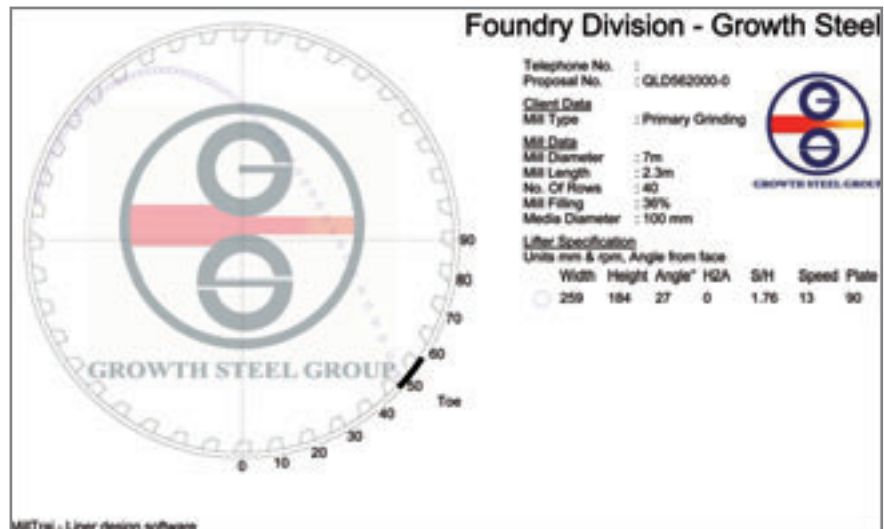 Foundry Division - Growth Steel
Telephone No. :
Proposal No. : QLD562000-0
Client Data
Mill Type : Primary Grinding
Mill Data
Mill Diameter : 7m
Mill Length : 2.3m
No. Of Rows : 40
Mill Filling : 36%
Media Diameter : 100 mm
Lifter Specification
Units mm & rpm, Angle from face
Width Height Angle° H2A S/H Speed Plate
259 184 27 0 1.76 13 90
GROWTH STEEL GROUP
GROWTH STEEL GROUP
90
80
70
60
50
Toe
40
30
20
10
0
MillTraj - Liner design software